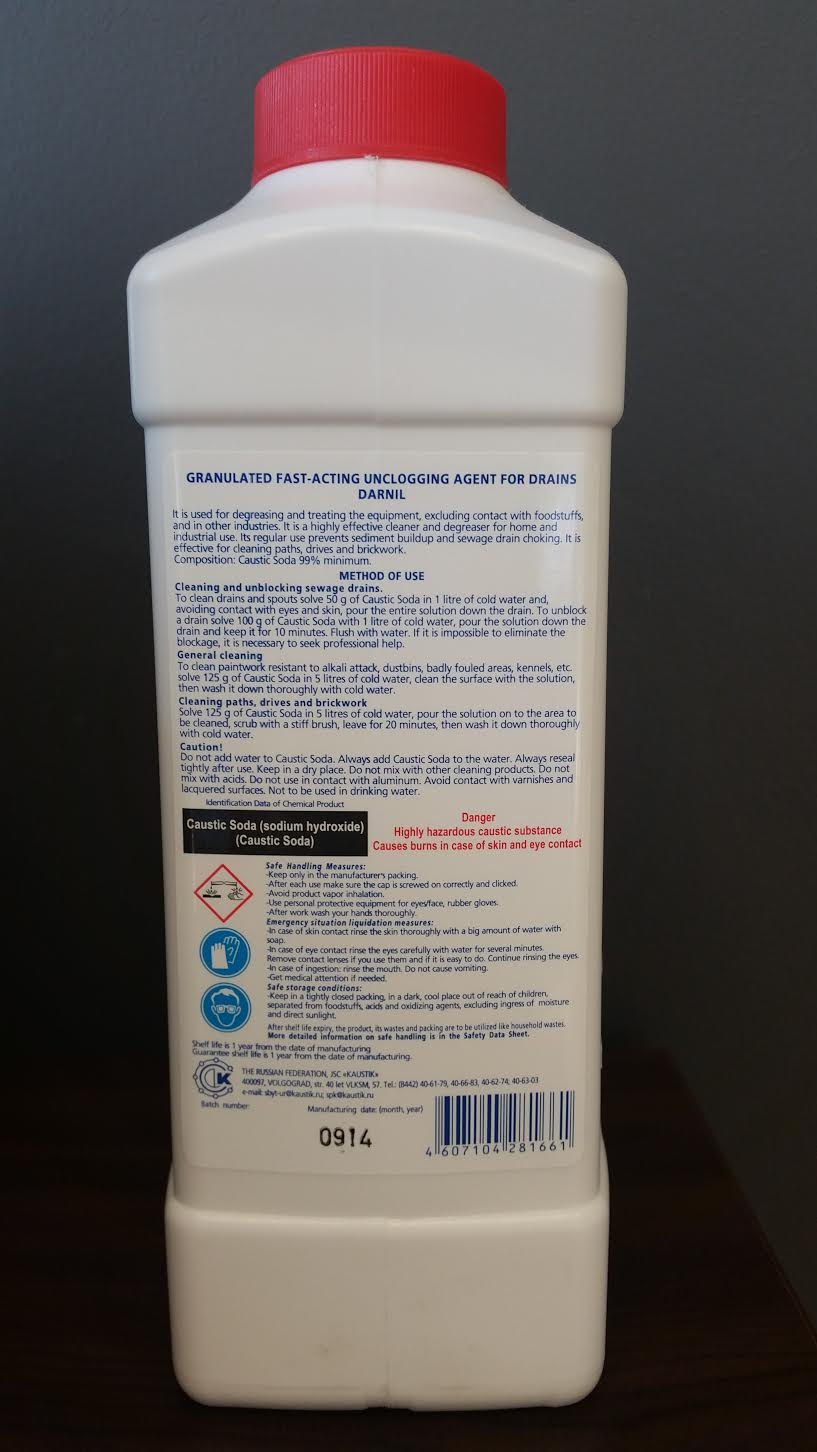 GRANULATED FAST-ACTING UNCLOGGING AGENT FOR DRAINS
DARNIL
It is used for degreasing and treating the equipment, excluding contact with foodstuffs,
and in other industries. It is a highly effective cleaner and degreaser for home and
industrial use. Its regular use prevents sediment buildup and sewage drain choking. It is
effective for cleaning paths, drives and brickwork.
Composition: Caustic Soda 99% minimum.
METHOD OF USE
Cleaning and unblocking sewage drains.
To clean drains and spouts solve 50 g of Caustic Soda in 1 litre of cold water and,
avoiding contact with eyes and skin, pour the entire solution down the drain. To unblock
a drain solve 100 g of Caustic Soda with 1 litre of cold water, pour the solution down the
drain and keep it for 10 minutes. Flush with water. If it is impossible to eliminate the
blockage, it is necessary to seek professional help.
General cleaning
To clean paintwork resistant to alkali attack, dustbins, badly fouled areas, kennels, etc.
solve 125 g of Caustic Soda in 5 litres of cold water, clean the surface with the solution,
then wash it down thoroughly with cold water.
Cleaning paths, drives and brickwork
Solve 125 g of Caustic Soda in 5 litres of cold water, pour the solution on to the area to
be cleaned, scrub with a stiff brush, leave for 20 minutes, then wash it down thoroughly
with cold water.
Caution!
Do not add water to Caustic Soda. Always add Caustic Soda to the water. Always reseal
tightly after use. Keep in a dry place. Do not mix with other cleaning products. Do not
mix with acids. Do not use in contact with aluminum. Avoid contact with varnishes and
lacquered surfaces. Not to be used in drinking water.
Identification Data of Chemical Product
Caustic Soda (sodium hydroxide)
(Caustic Soda)
Danger
Highly hazardous caustic substance
Causes burns in case of skin and eye contact
Safe Handling Measures:
-Keep only in the manufacturer's packing.
-After each use make sure the cap is screwed on correctly and clicked.
-Avoid product vapor inhalation.
-Use personal protective equipment for eyes/face, rubber gloves.
-After work wash your hands thoroughly.
Emergency situation liquidation measures:
-In case of skin contact rinse the skin thoroughly with a big amount of water with
soap.
-In case of eye contact rinse the eyes carefully with water for several minutes.
Remove contact lenses if you use them and if it is easy to do. Continue rinsing the eyes.
-In case of ingestion: rinse the mouth. Do not cause vomiting.
-Get medical attention if needed.
Safe storage conditions:
-Keep in a tightly closed packing, in a dark, cool place out of reach of children,
separated from foodstuffs, acids and oxidizing agents, excluding ingress of moisture
and direct sunlight.
After shelf life expiry, the product, its wastes and packing are to be utilized like household wastes.
More detailed information on safe handling is in the Safety Data Sheet.
Shelf life is 1 year from the date of manufacturing
Guarantee shelf life is 1 year from the date of manufacturing.
THE RUSSIAN FEDERATION, JSC «KAUSTIK»
400097, VOLGOGRAD, str. 40 let VLKSM, 57. Tel.: (8442) 40-61-79, 40-66-83, 40-62-74, 40-63-03
e-mail: sbyt-ur@kaustik.ru; spk@kaustik.ru
Batch number:
Manufacturing date: (month, year)
0914
4 607104 281661